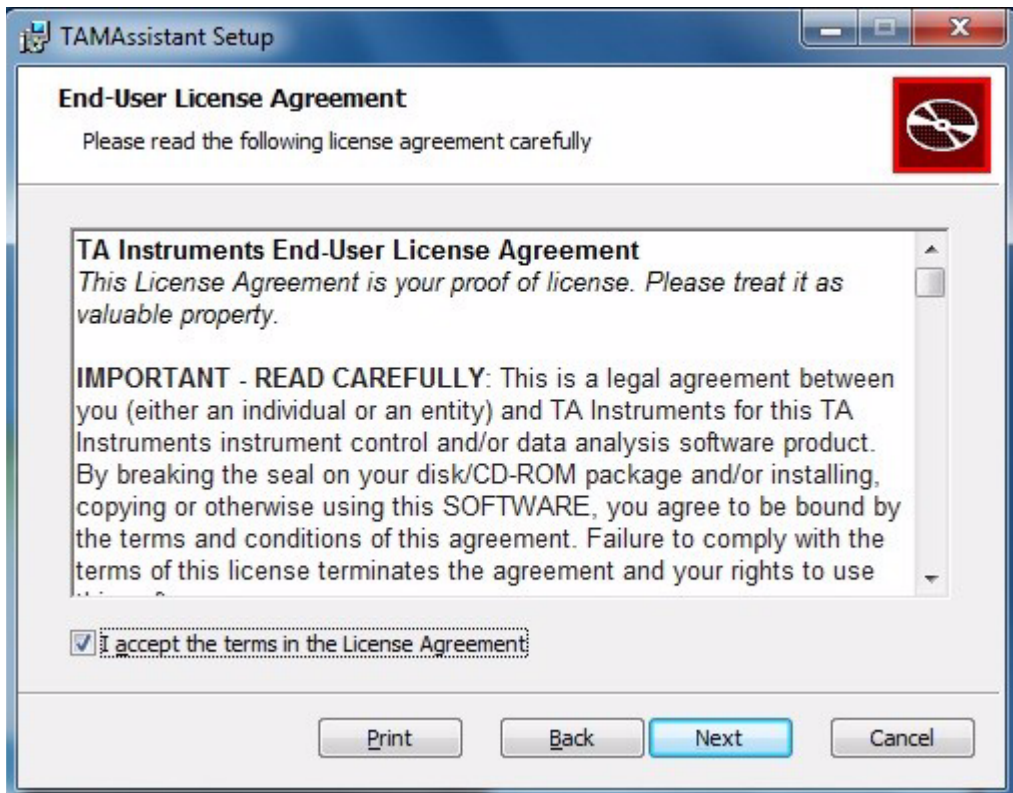 TAMAssistant Setup
End-User License Agreement
Please read the following license agreement carefully
TA Instruments End-User License Agreement
This License Agreement is your proof of license. Please treat it as
valuable property.
IMPORTANT - READ CAREFULLY: This is a legal agreement between
you (either an individual or an entity) and TA Instruments for this TA
Instruments instrument control and/or data analysis software product.
By breaking the seal on your disk/CD-ROM package and/or installing,
copying or otherwise using this SOFTWARE, you agree to be bound by
the terms and conditions of this agreement. Failure to comply with the
terms of this license terminates the agreement and your rights to use
I accept the terms in the License Agreement
Print Back Next Cancel